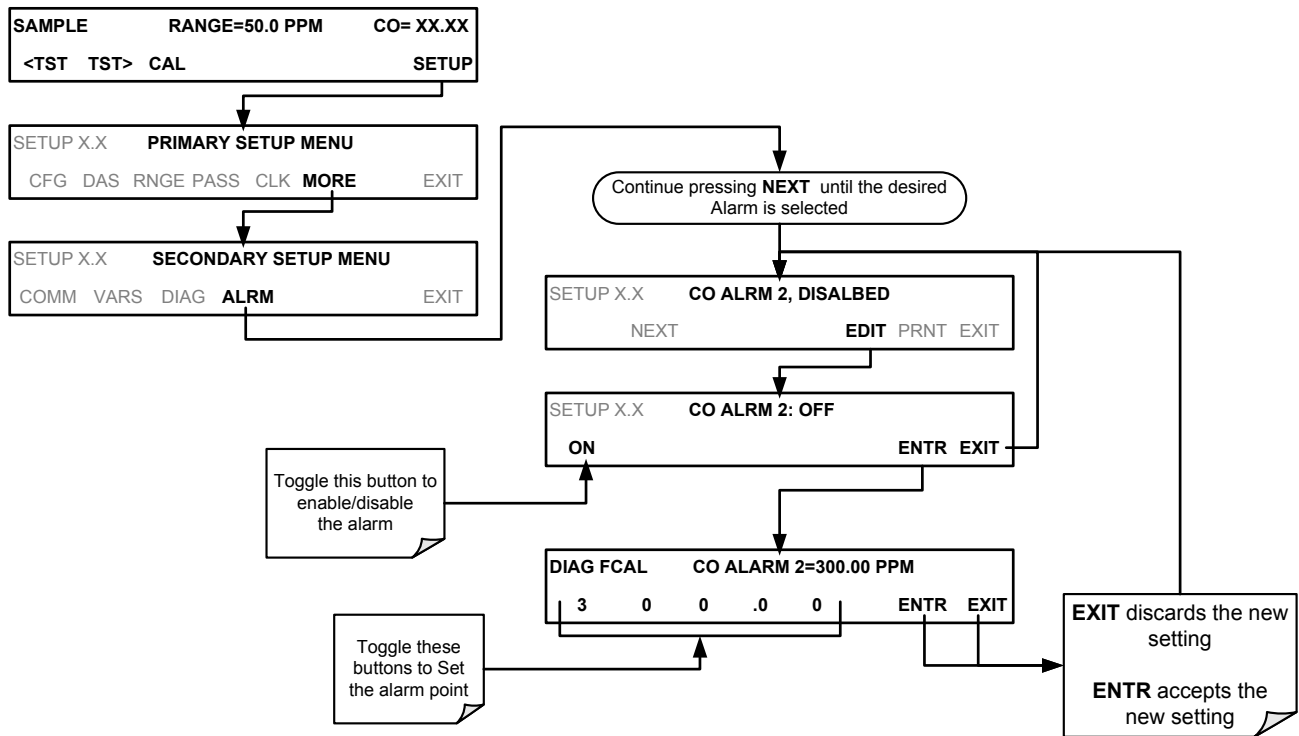 SAMPLE RANGE=50.0 PPM CO= XX.XX
<TST TST> CAL SETUP
SETUP X.X PRIMARY SETUP MENU
CFG DAS RNGE PASS CLK MORE EXIT
SETUP X.X SECONDARY SETUP MENU
COMM VARS DIAG ALRM EXIT
Continue pressing NEXT until the desired
Alarm is selected
SETUP X.X CO ALRM 2, DISALBED
NEXT EDIT PRNT EXIT
SETUP X.X CO ALRM 2: OFF
ON ENTR EXIT
Toggle this button to
enable/disable
the alarm
DIAG FCAL CO ALARM 2=300.00 PPM
3 0 0 .0 0 ENTR EXIT
Toggle these
buttons to Set
the alarm point
EXIT discards the new
setting
ENTR accepts the
new setting